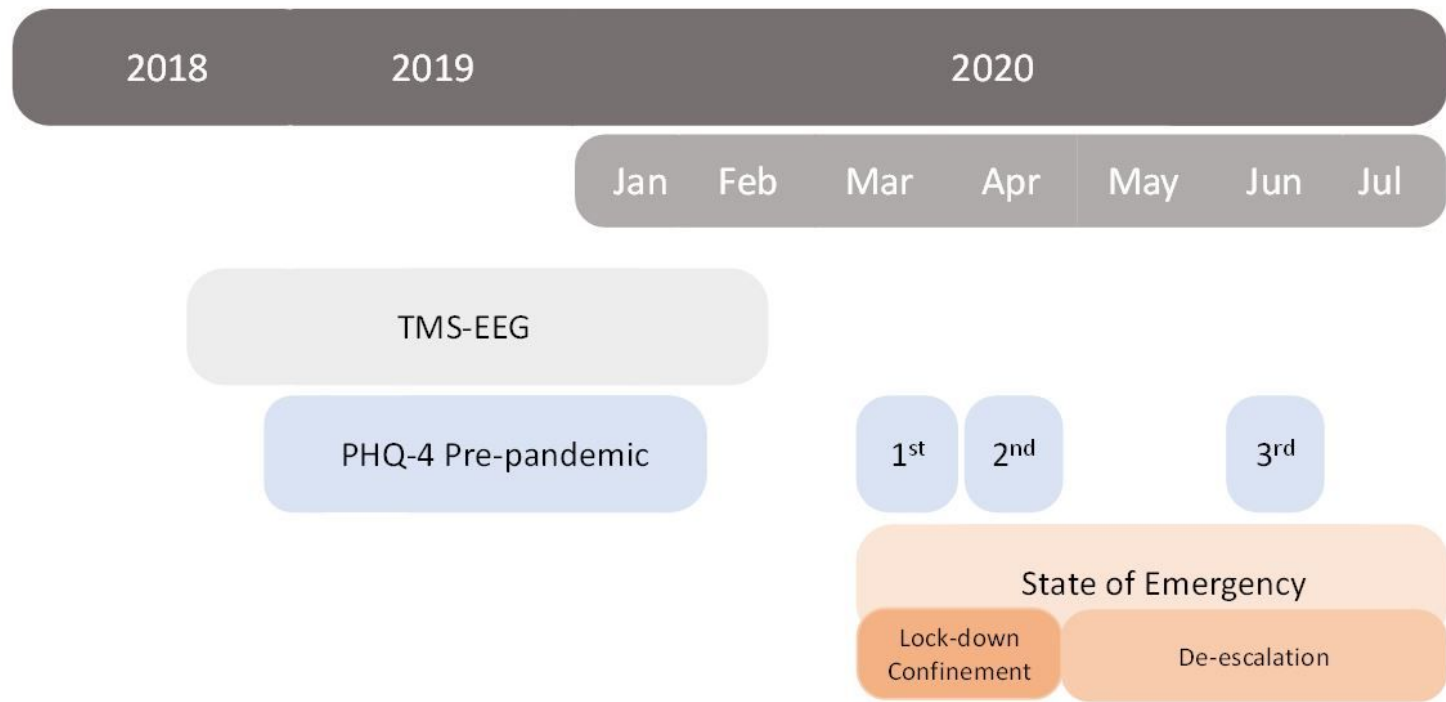 2018 2019 2020
Jan Feb Mar Apr May Jun Jul
TMS-EEG
PHQ-4 Pre-pandemic 1st 2nd 3rd
State of Emergency
Lock-down
Confinement
De-escalation